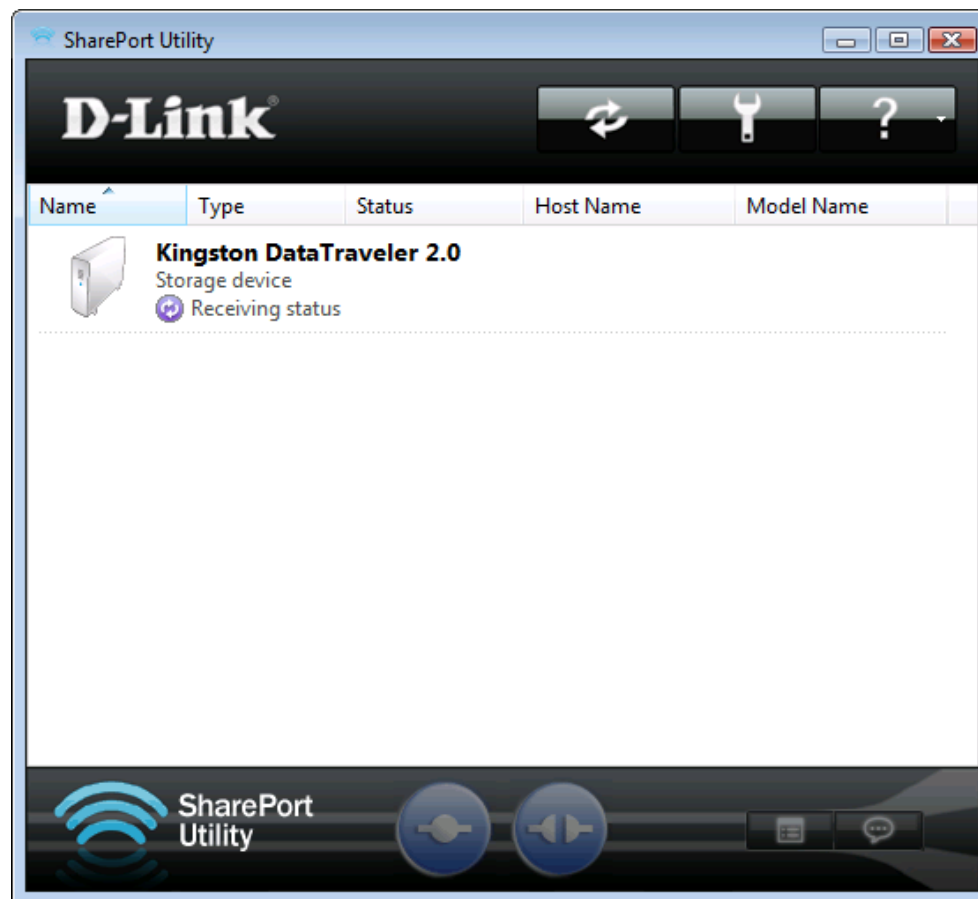 SharePort Utility
D-Link®
?
Name Type Status Host Name Model Name
Kingston DataTraveler 2.0
Storage device
Receiving status
SharePort
Utility